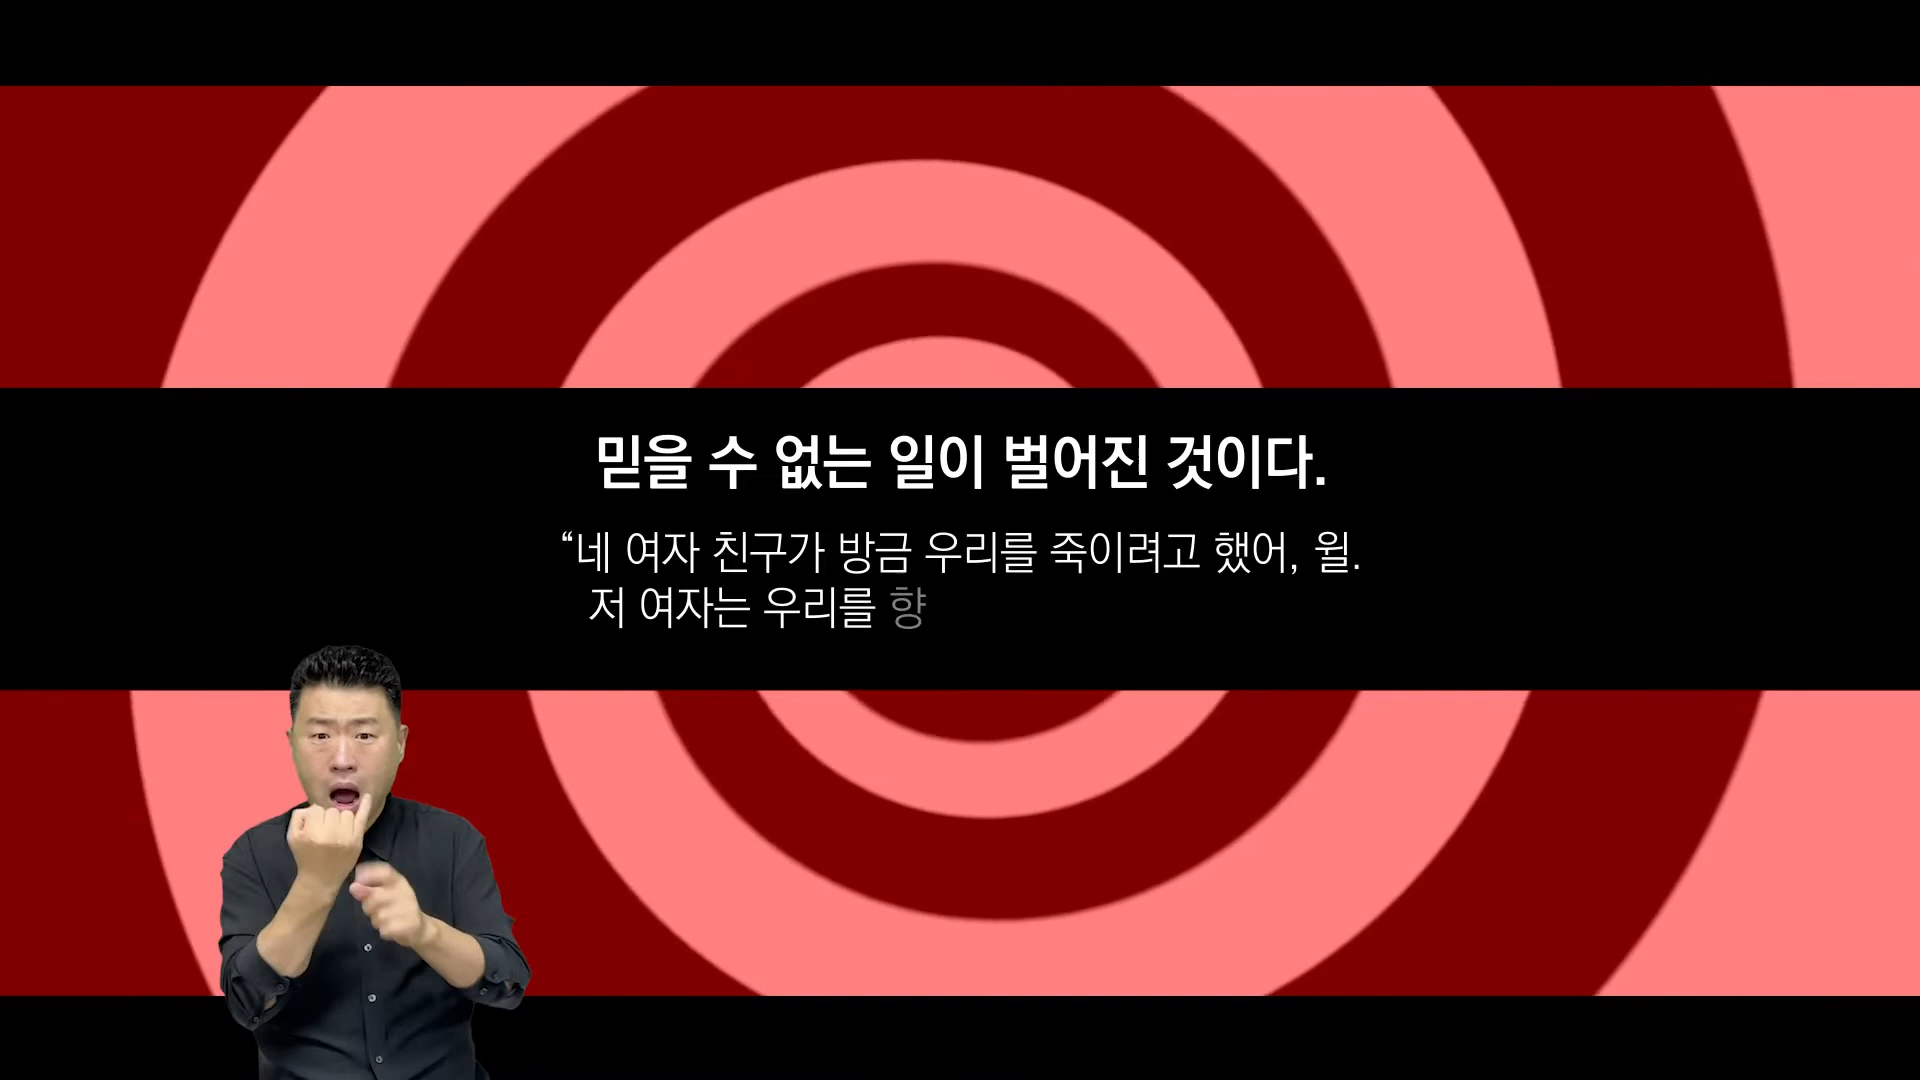 믿을 수 없는 일이 벌어진 것이다.
“네 여자 친구가 방금 우리를 죽이려고 했어, 윌.
저 여자는 우리를 향